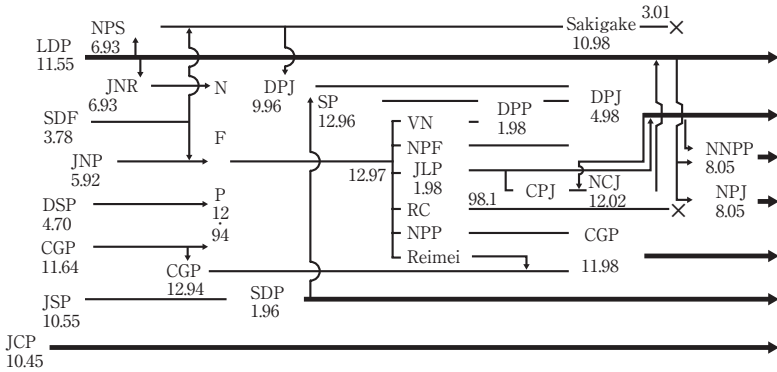 3.01
NPS
Sakigake
6.93
10.98
LDP
11.55
JNR
N
DPJ
DPJ
6.93
9.96
SP
12.96
DPP
1.98
4.98
SDF
3.78
VN
F
NPF
NNPP
8.05
JNP
5.92
12.97
JLP
1.98
98.1
CPJ
NCJ
12.02
NPJ
8.05
DSP
4.70
P
12
·
94
RC
CGP
11.64
NPP
CGP
CGP
12.94
Reimei
11.98
JSP
10.55
SDP
1.96
JCP
10.45